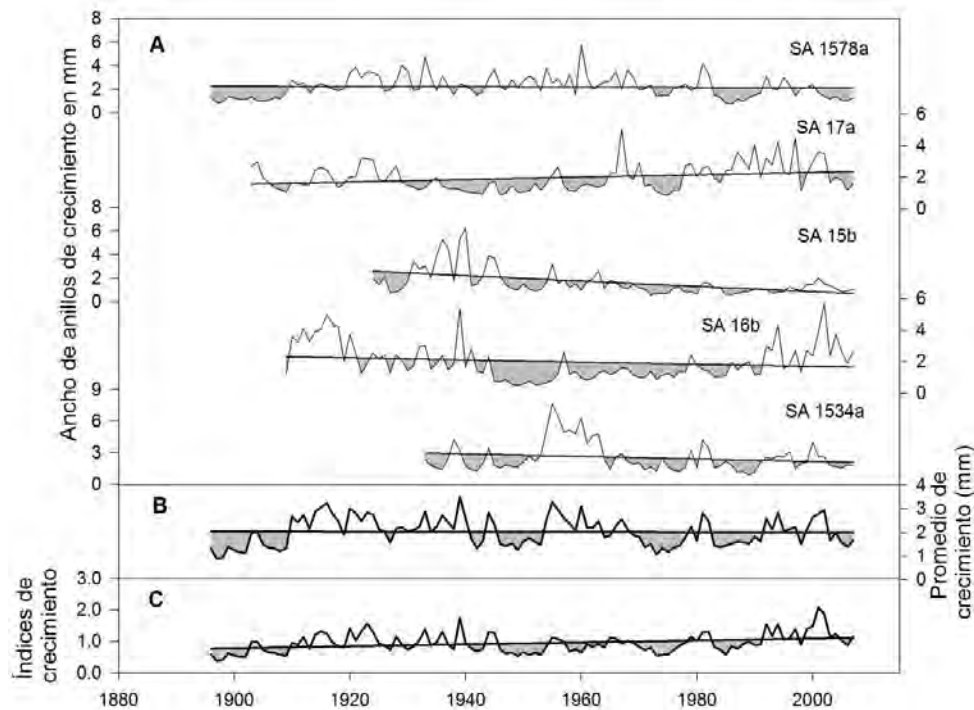 A
8
6
4
2
0
SA 1578a
6
4
2
0
SA 17a
8
6
4
2
0
SA 15b
6
4
2
0
SA 16b
9
6
3
0
SA 1534a
Ancho de anillos de crecimiento en mm
B
4
3
2
1
0
Promedio de
crecimiento (mm)
C
3.0
2.0
1.0
0.0
Índices de
crecimiento
1880 1900 1920 1940 1960 1980 2000